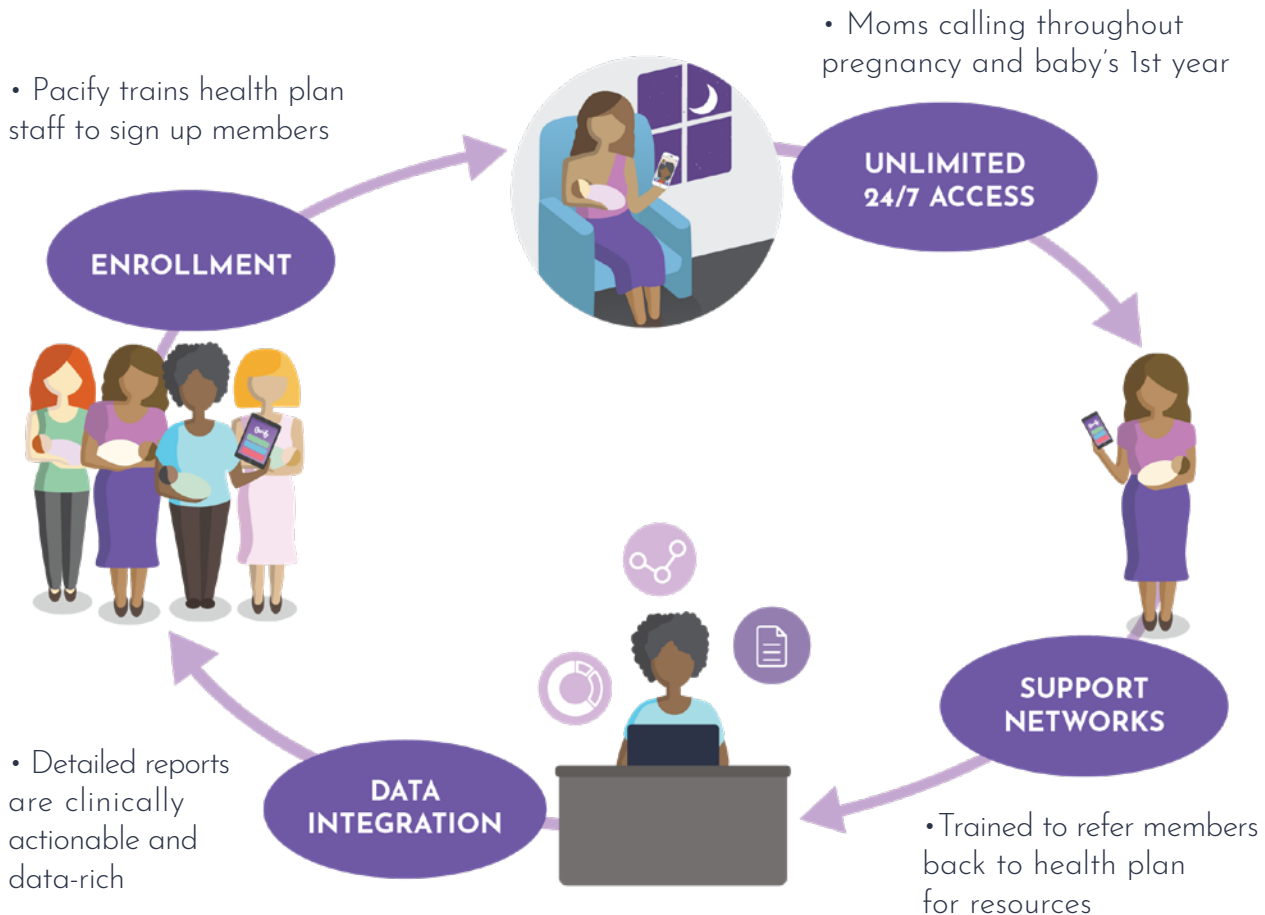 • Moms calling throughout
pregnancy and baby's 1st year
• Pacify trains health plan
staff to sign up members
UNLIMITED
24/7 ACCESS
ENROLLMENT
Pacify
SUPPORT
NETWORKS
• Detailed reports
are clinically
actionable and
data-rich
DATA
INTEGRATION
•Trained to refer members
back to health plan
for resources